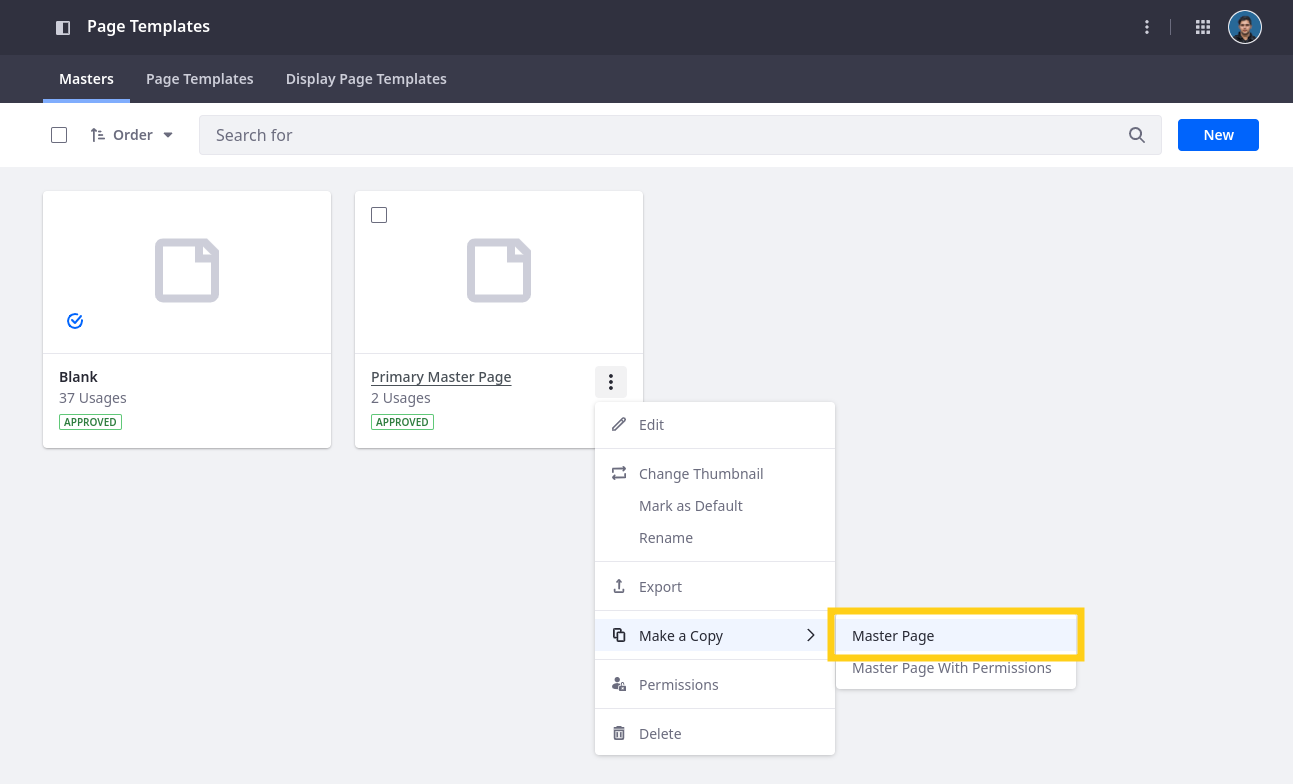 Page Templates
Masters Page Templates Display Page Templates
Order Search for New
Blank
37 Usages
APPROVED
Primary Master Page
2 Usages
APPROVED
Edit
Change Thumbnail
Mark as Default
Rename
Export
Make a Copy
Master Page
Master Page With Permissions
Permissions
Delete